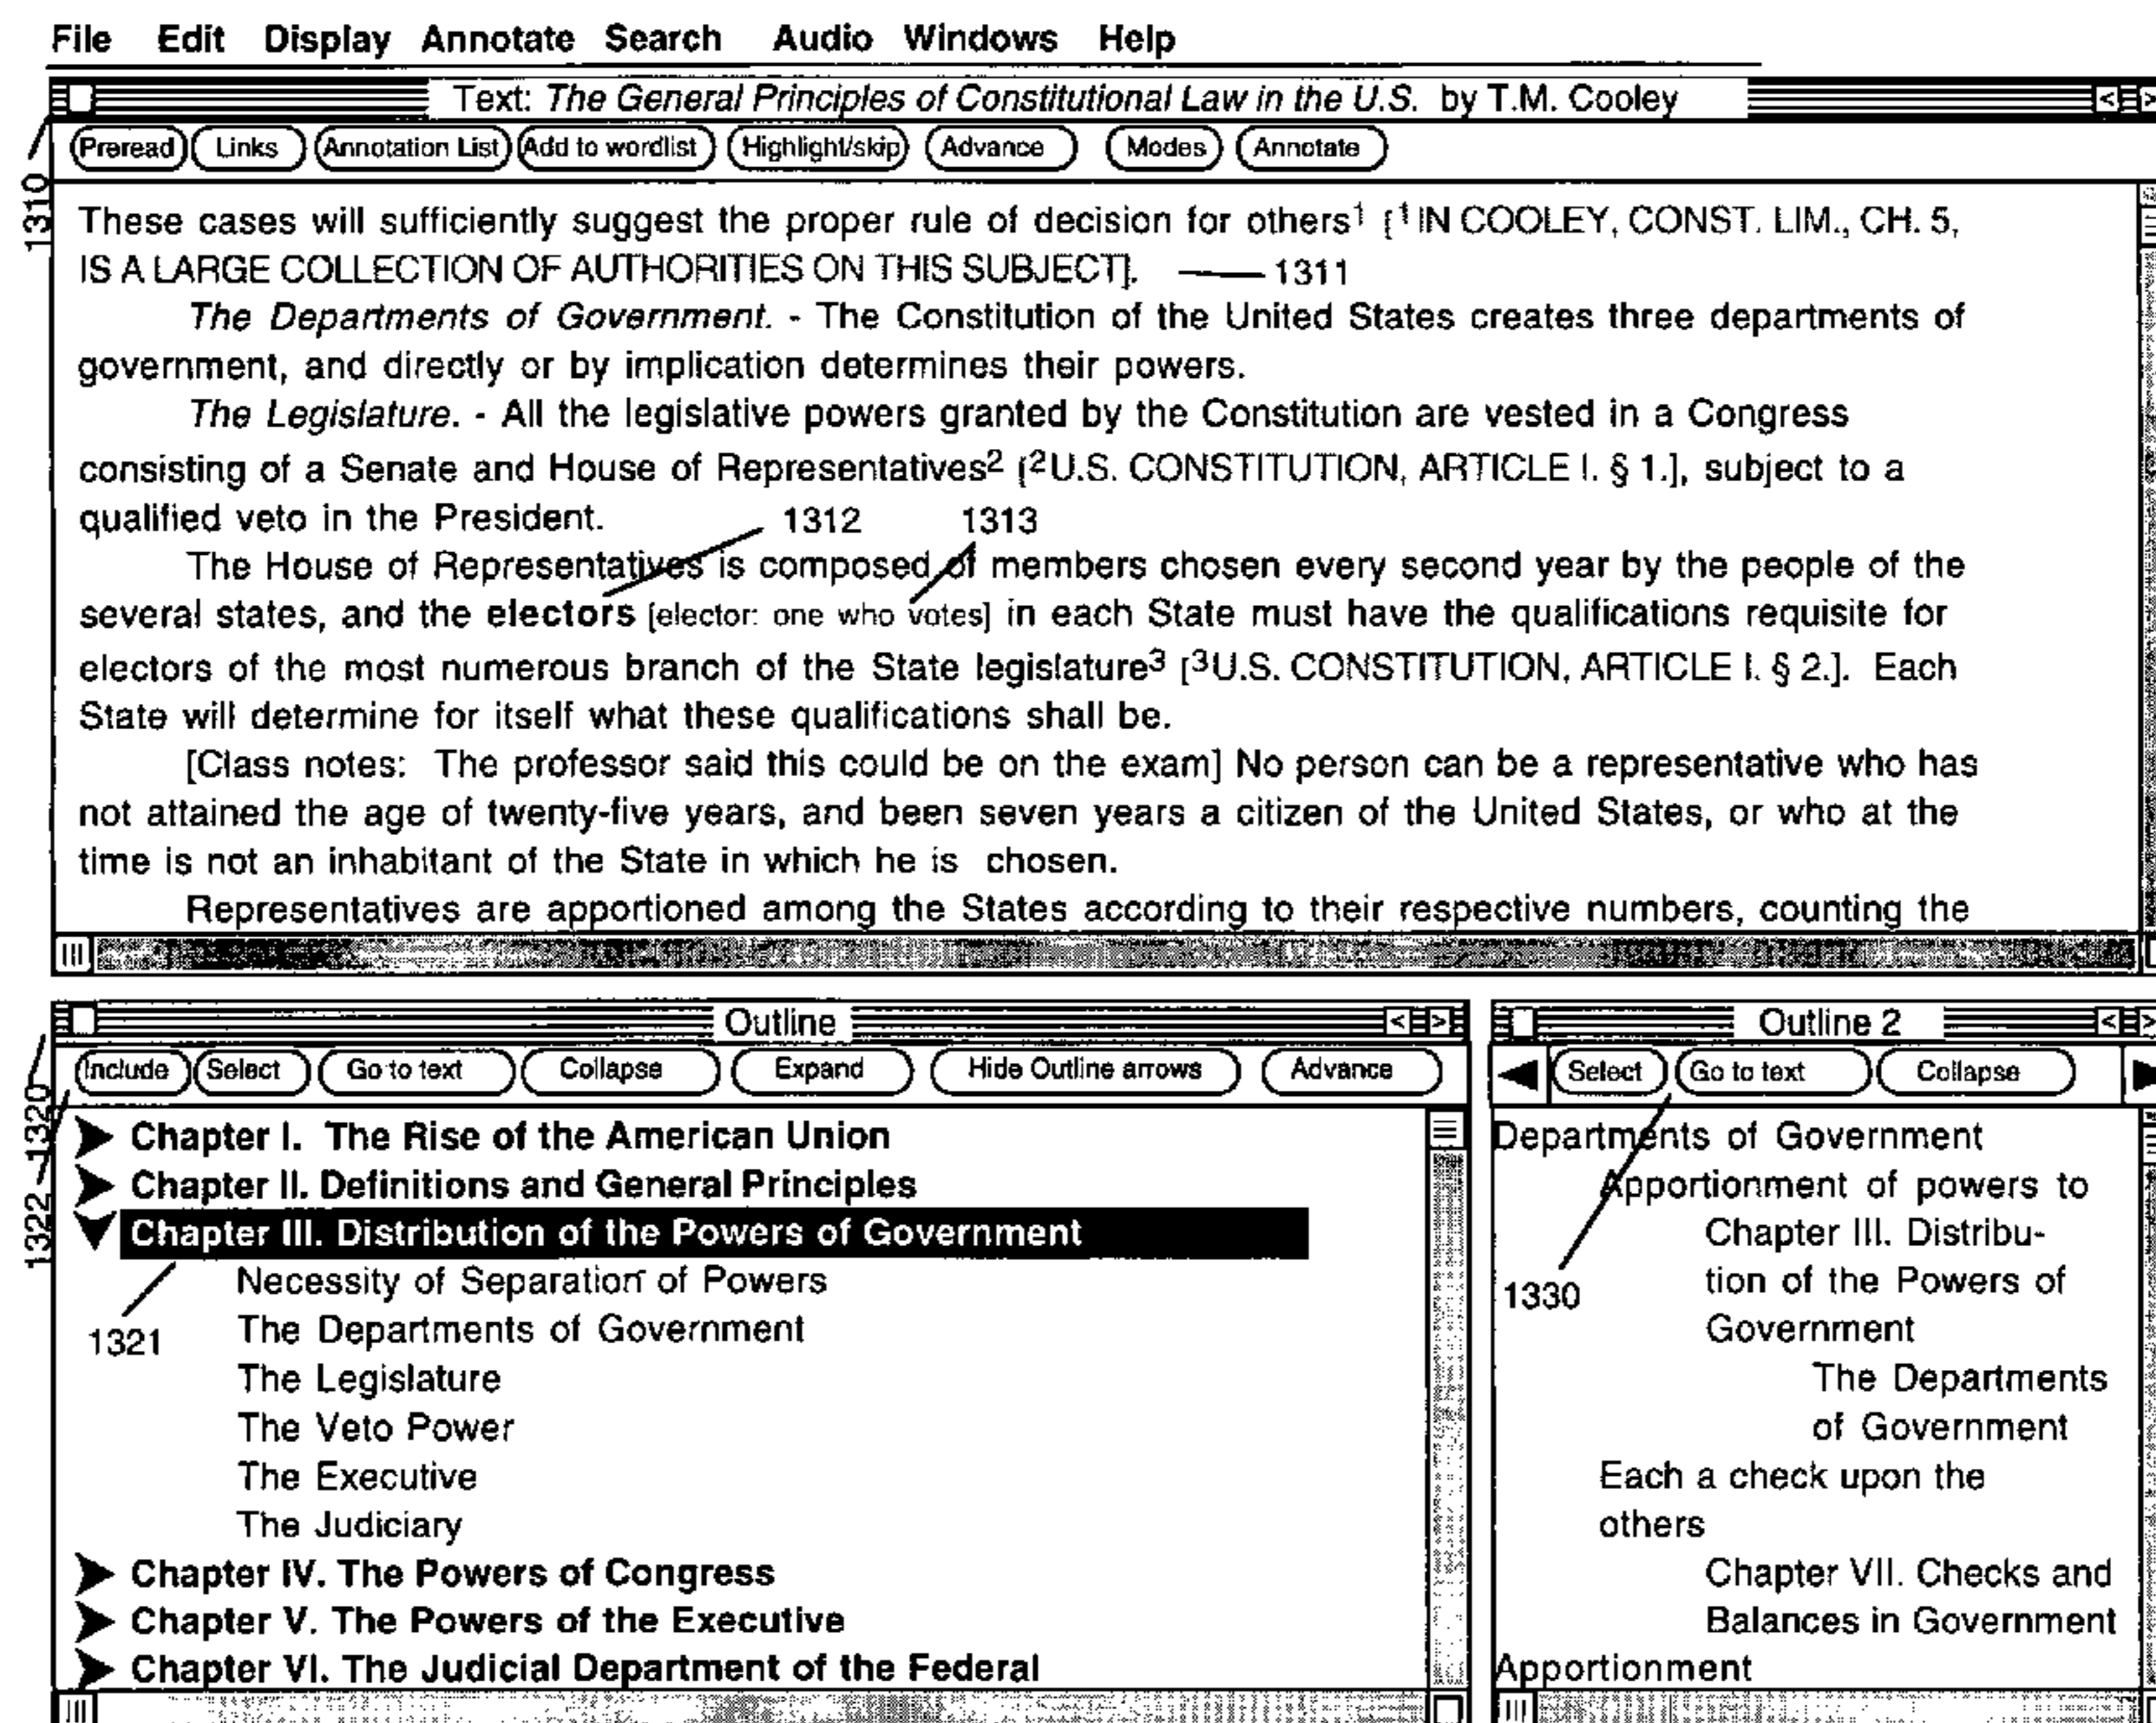 File Edit Display Annotate Search Audio Windows Help
Text: The General Principles of Constitutional Law in the U.S. by T.M. Cooley
Preread Links Annotation List Add to wordlist Highlight/skip Advance Modes Annotate
1310
These cases will sufficiently suggest the proper rule of decision for others¹ [¹IN COOLEY, CONST. LIM., CH. 5,
IS A LARGE COLLECTION OF AUTHORITIES ON THIS SUBJECT]. 1311
The Departments of Government. - The Constitution of the United States creates three departments of
government, and directly or by implication determines their powers.
The Legislature. - All the legislative powers granted by the Constitution are vested in a Congress
consisting of a Senate and House of Representatives² [²U.S. CONSTITUTION, ARTICLE I. § 1.], subject to a
qualified veto in the President. 1312 1313
The House of Representatives is composed of members chosen every second year by the people of the
several states, and the electors [elector: one who votes] in each State must have the qualifications requisite for
electors of the most numerous branch of the State legislature³ [³U.S. CONSTITUTION, ARTICLE I. § 2.]. Each
State will determine for itself what these qualifications shall be.
[Class notes: The professor said this could be on the exam] No person can be a representative who has
not attained the age of twenty-five years, and been seven years a citizen of the United States, or who at the
time is not an inhabitant of the State in which he is chosen.
Representatives are apportioned among the States according to their respective numbers, counting the
Outline
Include Select Go to text Collapse Expand Hide Outline arrows Advance
1320
1322
Chapter I. The Rise of the American Union
Chapter II. Definitions and General Principles
Chapter III. Distribution of the Powers of Government
1321
Necessity of Separation of Powers
The Departments of Government
The Legislature
The Veto Power
The Executive
The Judiciary
Chapter IV. The Powers of Congress
Chapter V. The Powers of the Executive
Chapter VI. The Judicial Department of the Federal
Outline 2
Select Go to text Collapse
Departments of Government
Apportionment of powers to
Chapter III. Distribu-
tion of the Powers of
Government
1330
The Departments
of Government
Each a check upon the
others
Chapter VII. Checks and
Balances in Government
Apportionment